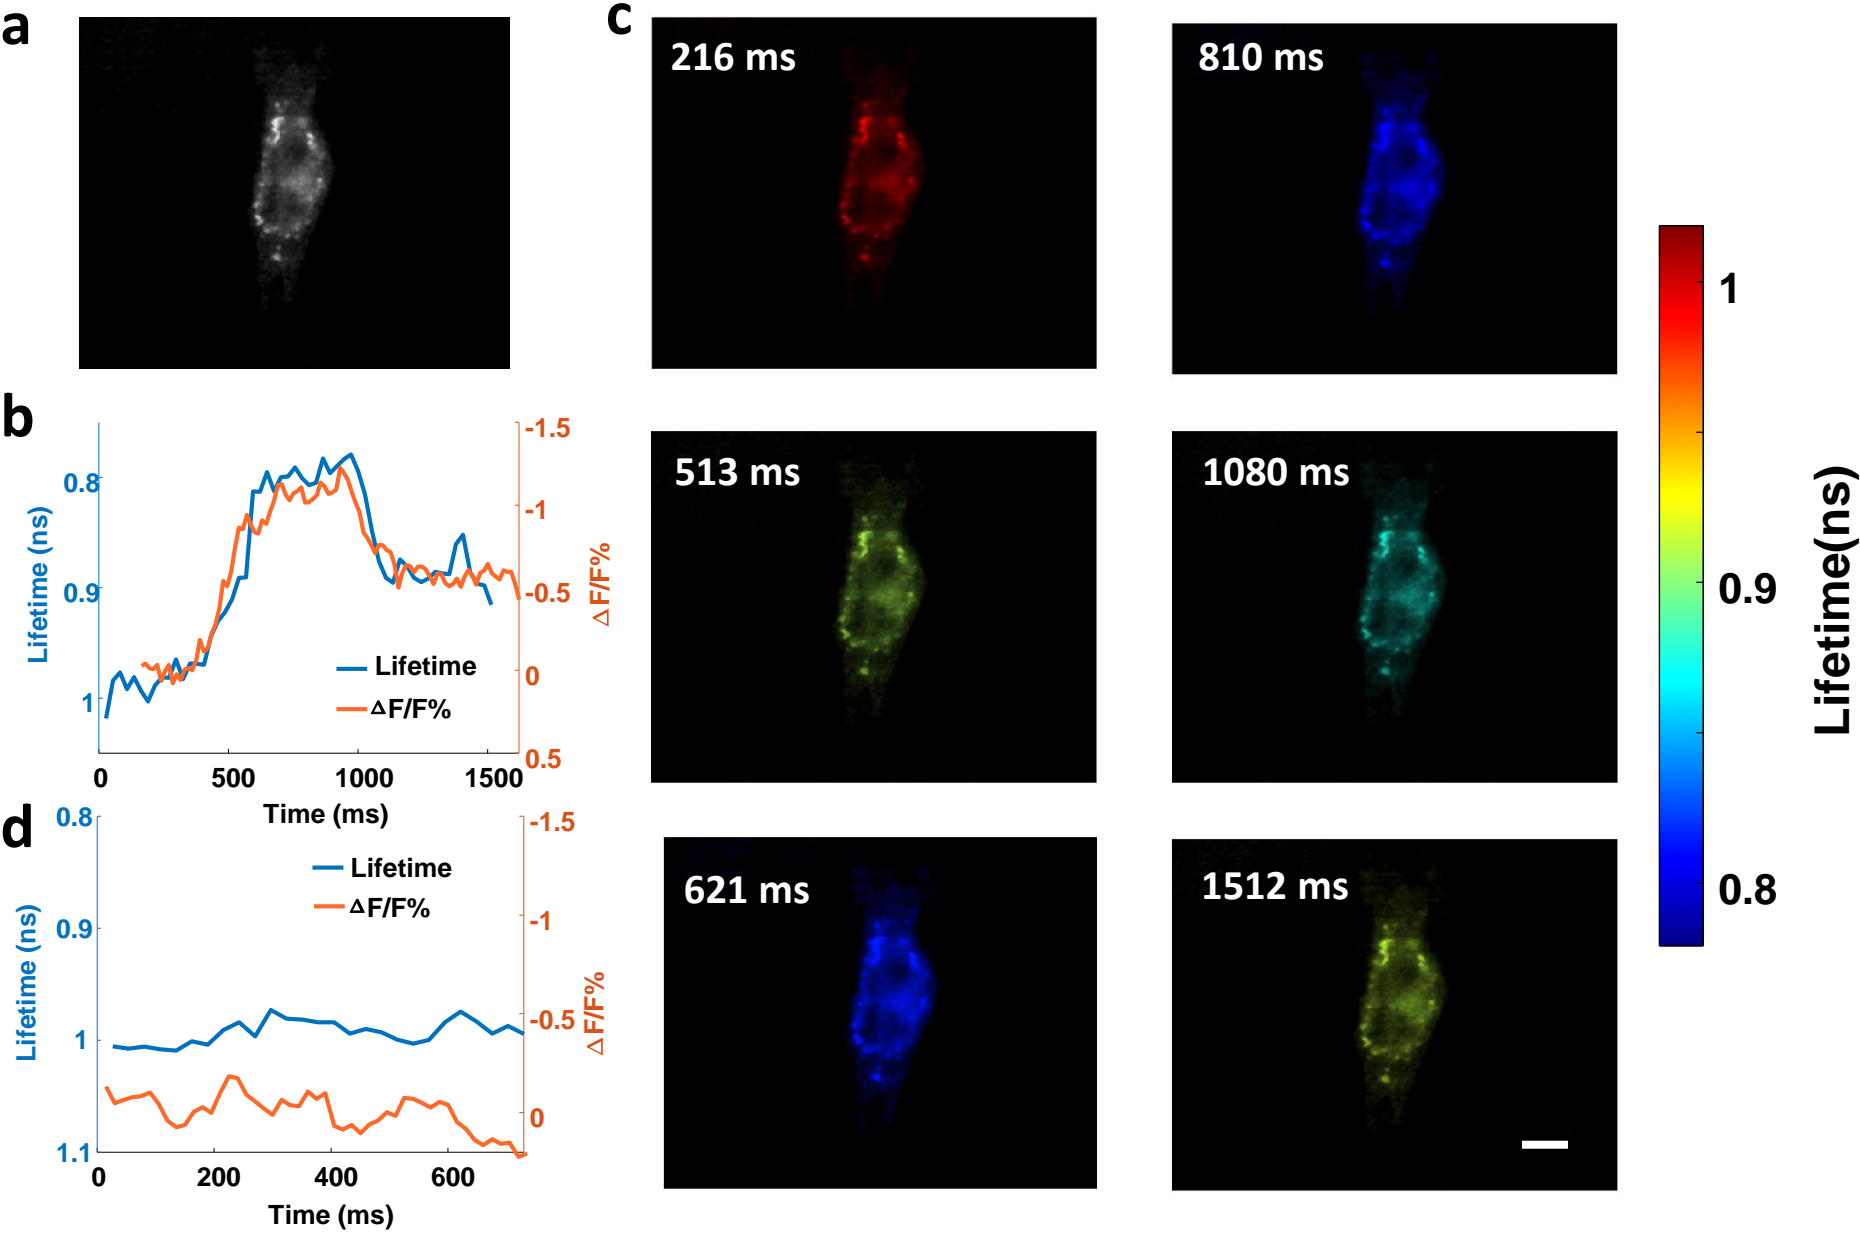 a
b
0.8
0.9
1
Lifetime (ns)
-1.5
-1
-0.5
0
0.5
ΔF/F%
Lifetime
ΔF/F%
0 500 1000 1500
Time (ms)
c
216 ms
810 ms
513 ms
1080 ms
621 ms
1512 ms
1
0.9
0.8
Lifetime(ns)
d
0.8
0.9
1
1.1
Lifetime (ns)
-1.5
-1
-0.5
0
ΔF/F%
Lifetime
ΔF/F%
0 200 400 600
Time (ms)